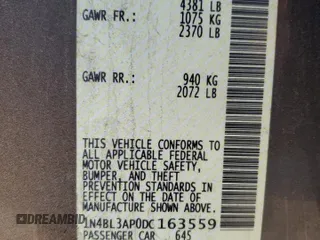 4381 LB
GAWR FR.: 1075 KG
2370 LB
GAWR RR.: 940 KG
2072 LB
THIS VEHICLE CONFORMS TO
ALL APPLICABLE FEDERAL
MOTOR VEHICLE SAFETY,
BUMPER, AND THEFT
PREVENTION STANDARDS IN
EFFECT ON THE DATE OF
MANUFACTURE SHOWN ABOVE.
1N4BL3AP0DC163559
PASSENGER CAR 645
DREAMBID